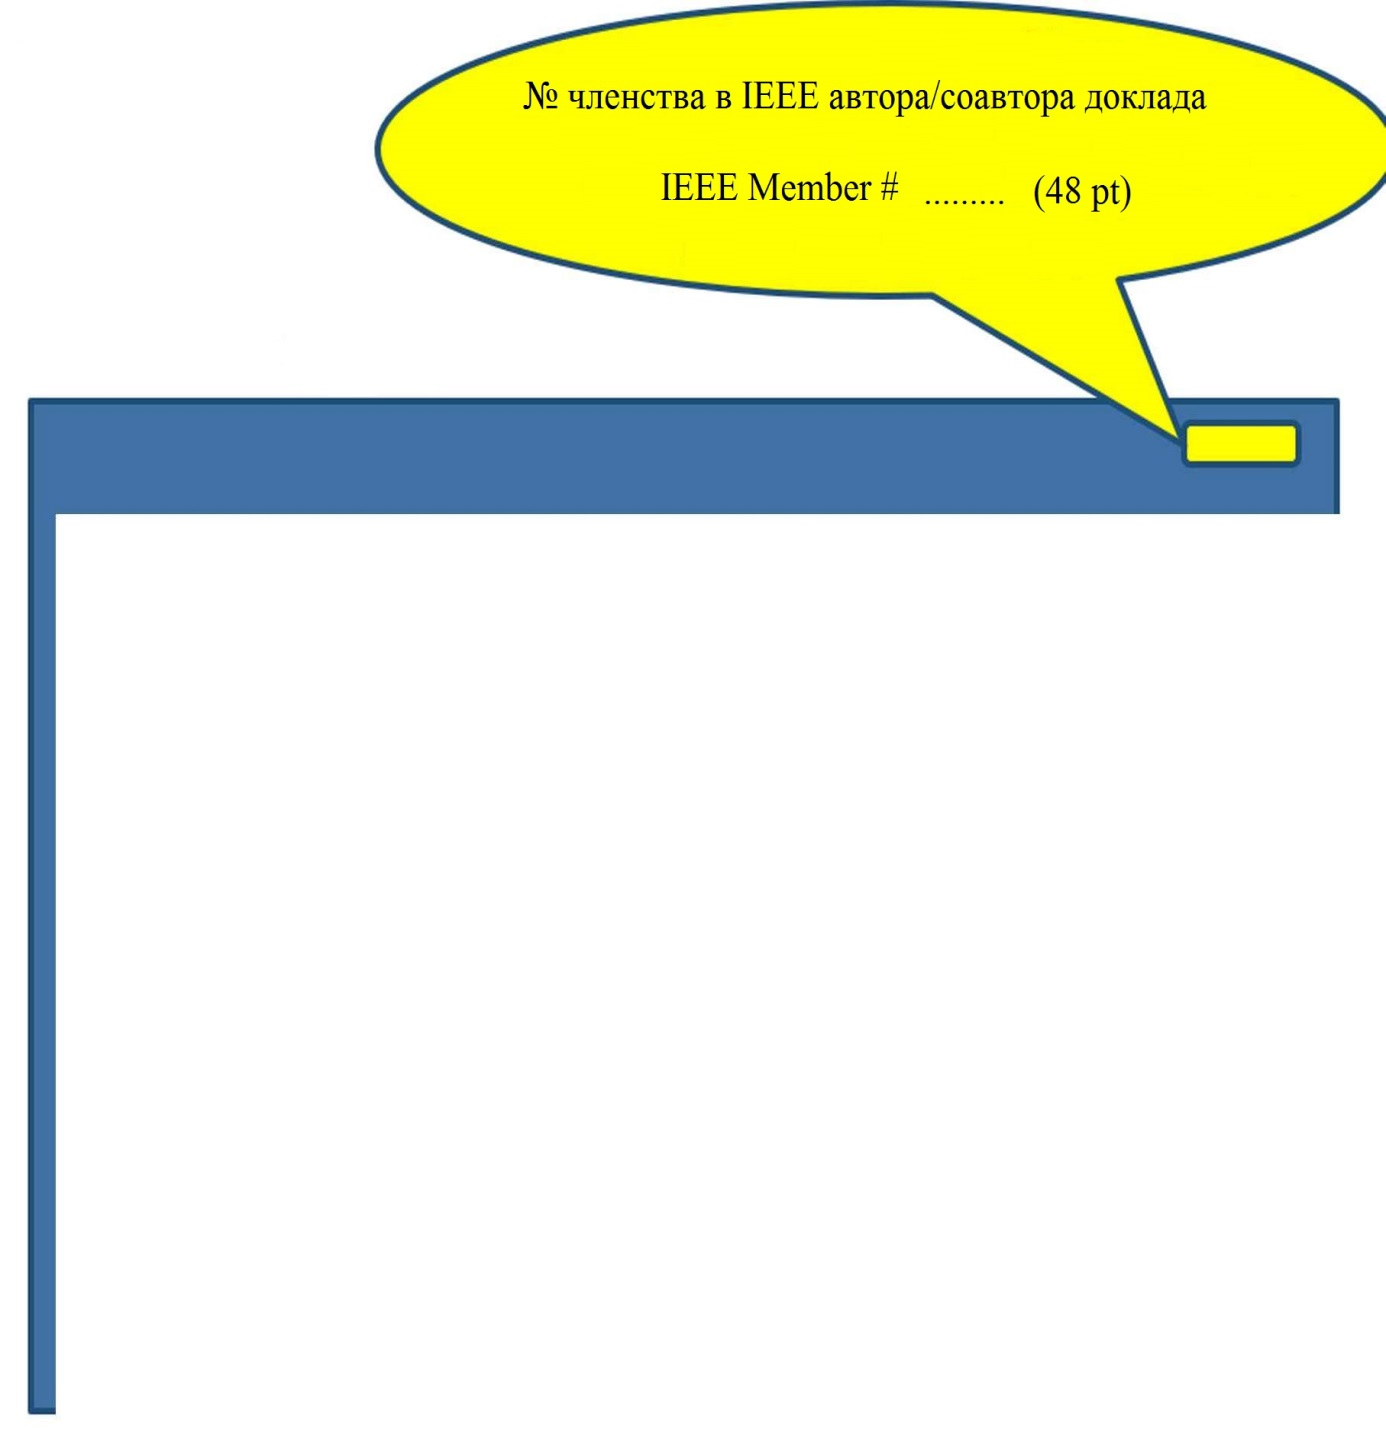 № членства в IEEE автора/соавтора доклада
IEEE Member # ......... (48 pt)